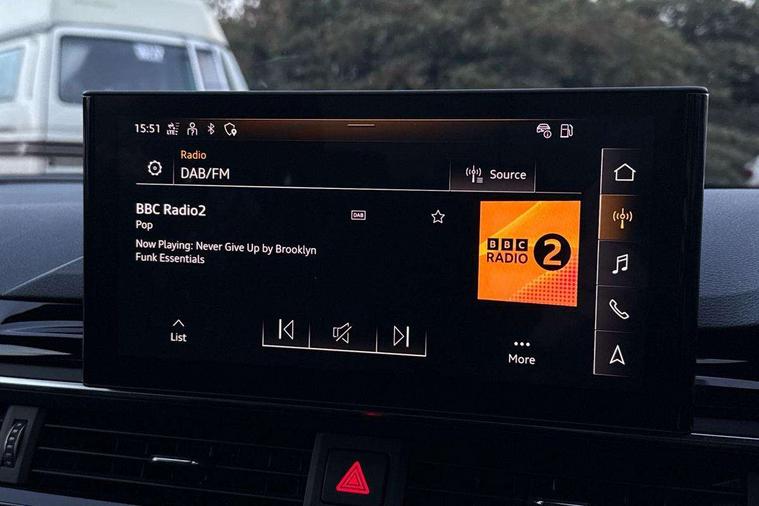 15:51 LTE
Radio
DAB/FM
Source
BBC Radio2
DAB
Pop
Now Playing: Never Give Up by Brooklyn
Funk Essentials
BBC
RADIO 2
List
More